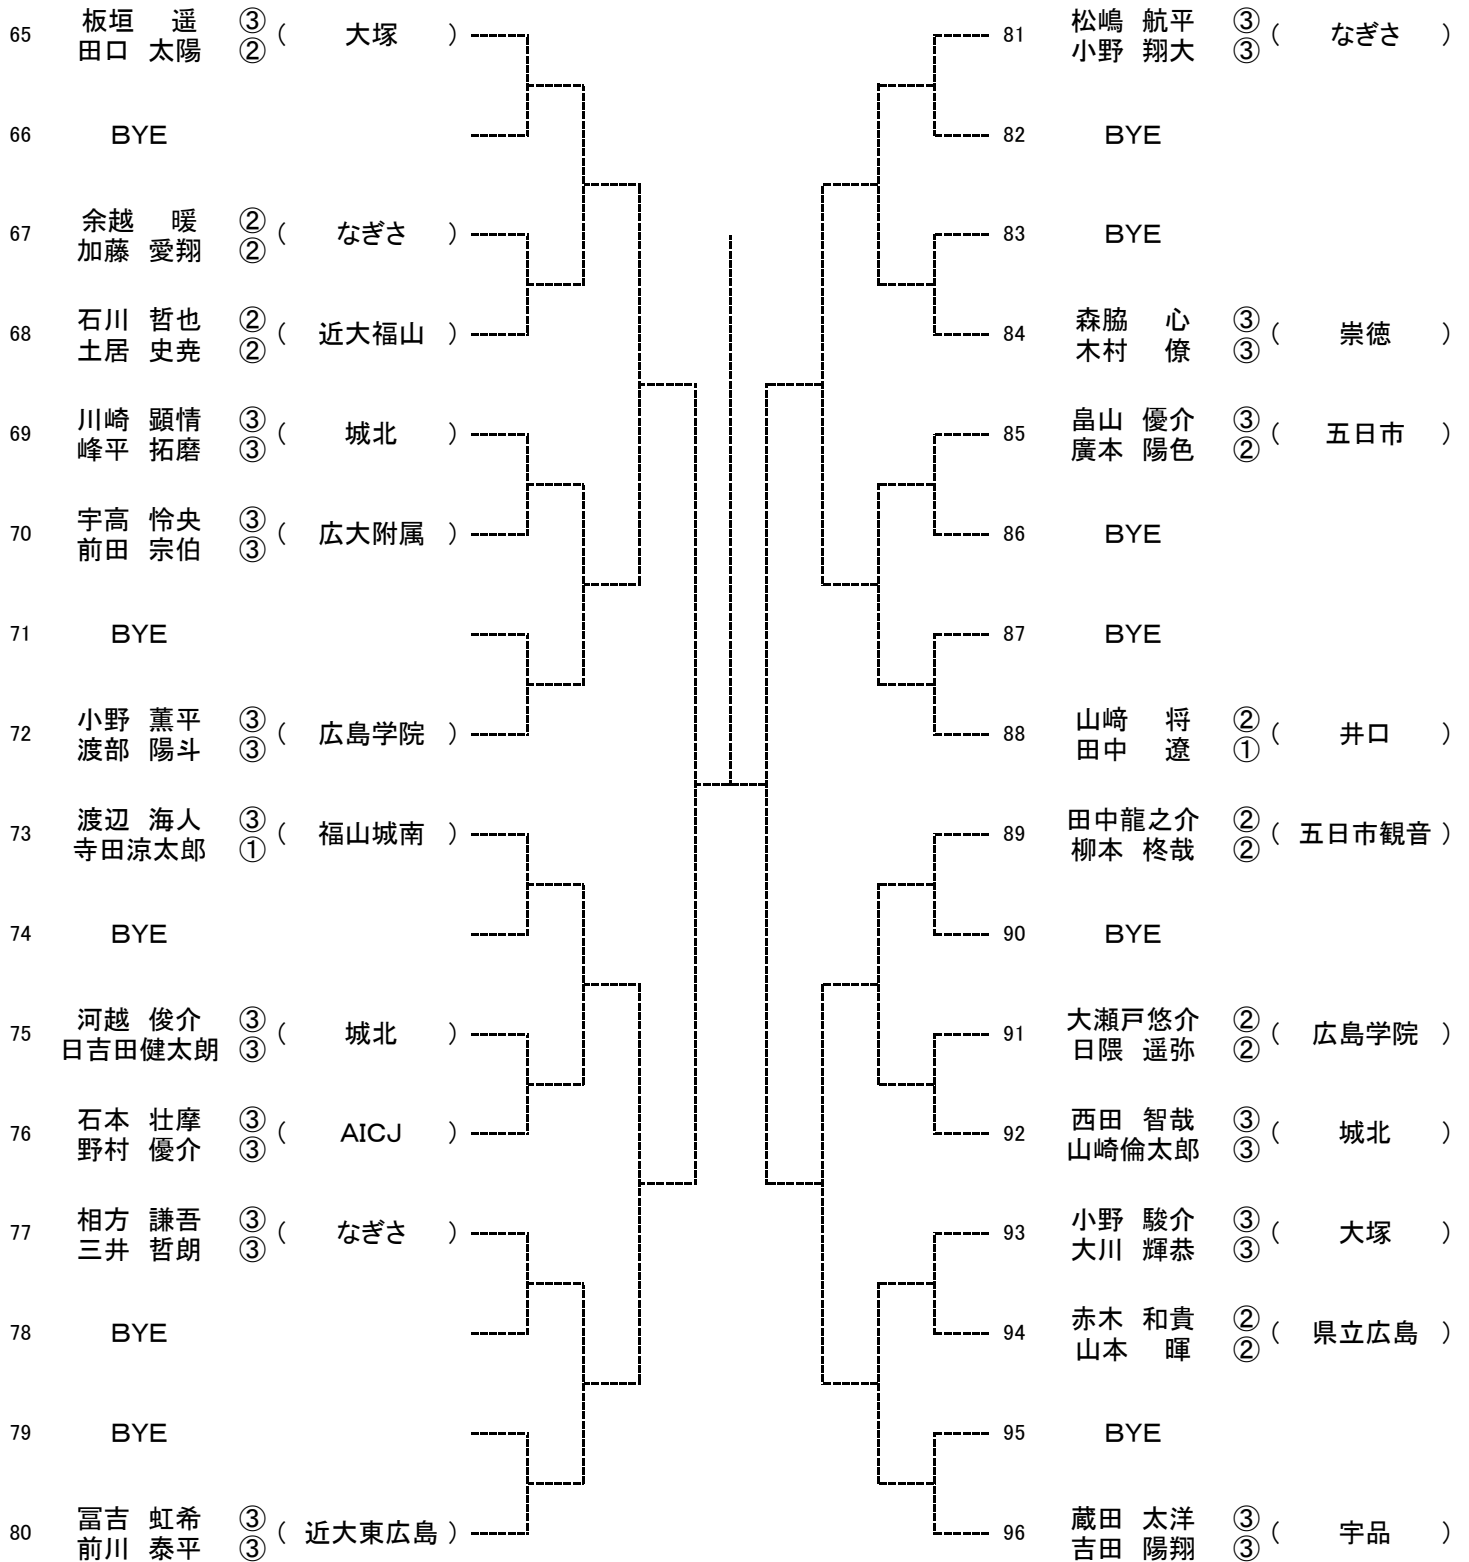 65 板垣 遥 ③ ( 大塚 )
田口 太陽 ②
66 BYE
67 余越 暖 ② ( なぎさ )
加藤 愛翔 ②
68 石川 哲也 ② ( 近大福山 )
土居 史尭 ②
69 川崎 顕情 ③ ( 城北 )
峰平 拓磨 ③
70 宇高 怜央 ③ ( 広大附属 )
前田 宗伯 ③
71 BYE
72 小野 薫平 ③ ( 広島学院 )
渡部 陽斗 ③
73 渡辺 海人 ③ ( 福山城南 )
寺田涼太郎 ①
74 BYE
75 河越 俊介 ③ ( 城北 )
日吉田健太朗 ③
76 石本 壮摩 ③ ( AICJ )
野村 優介 ③
77 相方 謙吾 ③ ( なぎさ )
三井 哲朗 ③
78 BYE
79 BYE
80 冨吉 虹希 ③ ( 近大東広島 )
前川 泰平 ③
81 松嶋 航平 ③ ( なぎさ )
小野 翔大 ③
82 BYE
83 BYE
84 森脇 心 ③ ( 崇徳 )
木村 僚 ③
85 畠山 優介 ③ ( 五日市 )
廣本 陽色 ②
86 BYE
87 BYE
88 山﨑 将 ② ( 井口 )
田中 遼 ①
89 田中龍之介 ② ( 五日市観音 )
柳本 柊哉 ②
90 BYE
91 大瀬戸悠介 ② ( 広島学院 )
日隈 遥弥 ②
92 西田 智哉 ③ ( 城北 )
山崎倫太郎 ③
93 小野 駿介 ③ ( 大塚 )
大川 輝恭 ③
94 赤木 和貴 ② ( 県立広島 )
山本 暉 ②
95 BYE
96 蔵田 太洋 ③ ( 宇品 )
吉田 陽翔 ③